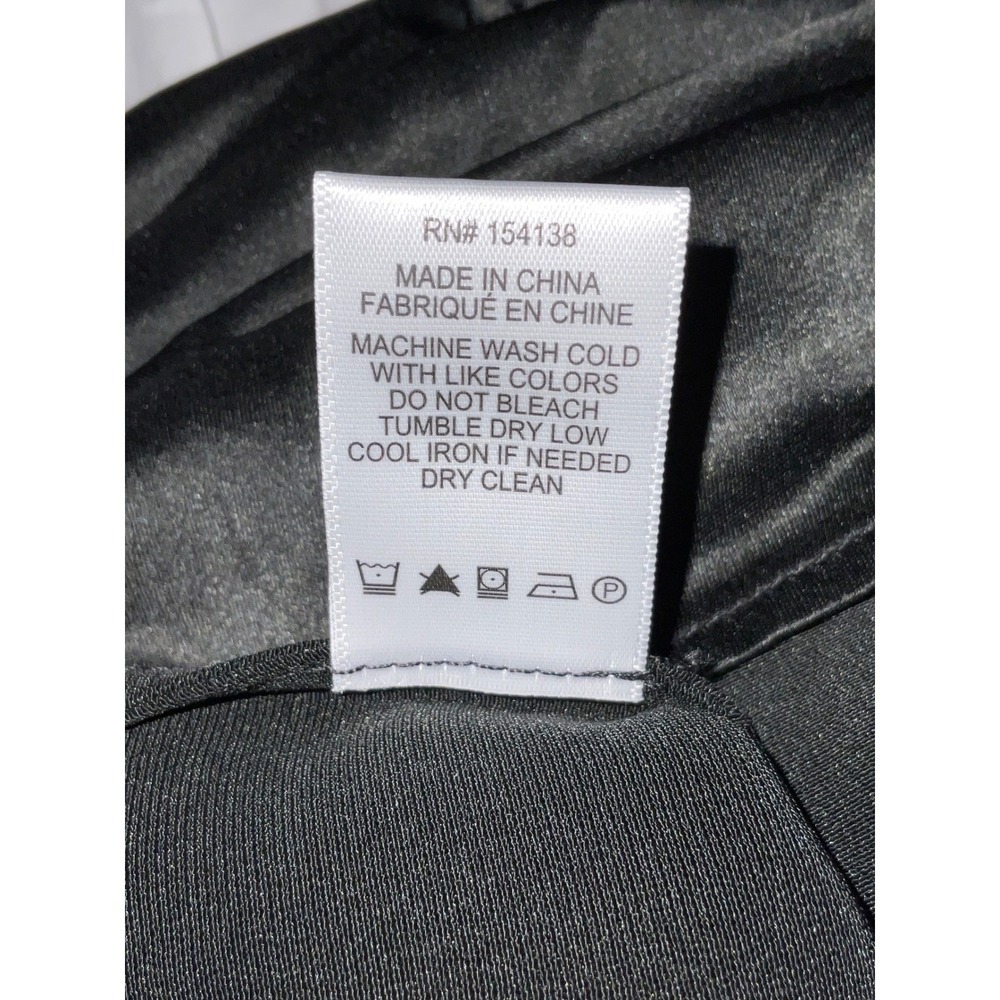 RN# 154138
MADE IN CHINA
FABRIQUÉ EN CHINE
MACHINE WASH COLD
WITH LIKE COLORS
DO NOT BLEACH
TUMBLE DRY LOW
COOL IRON IF NEEDED
DRY CLEAN
P